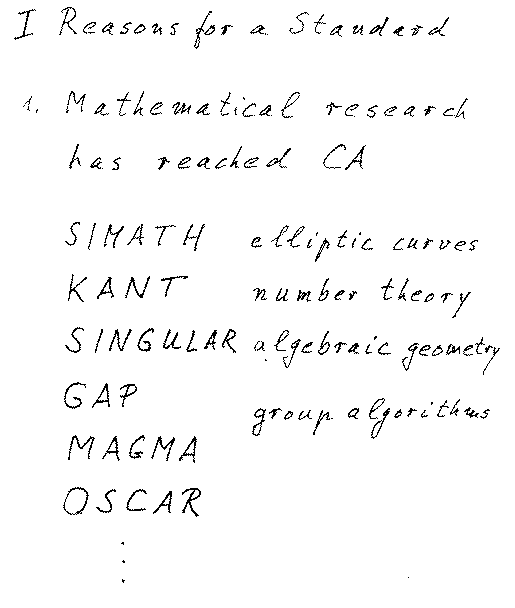 I Reasons for a Standard
1. Mathematical research
has reached CA
SIMATH elliptic curves
KANT number theory
SINGULAR algebraic geometry
GAP group algorithms
MAGMA
OSCAR
⋮